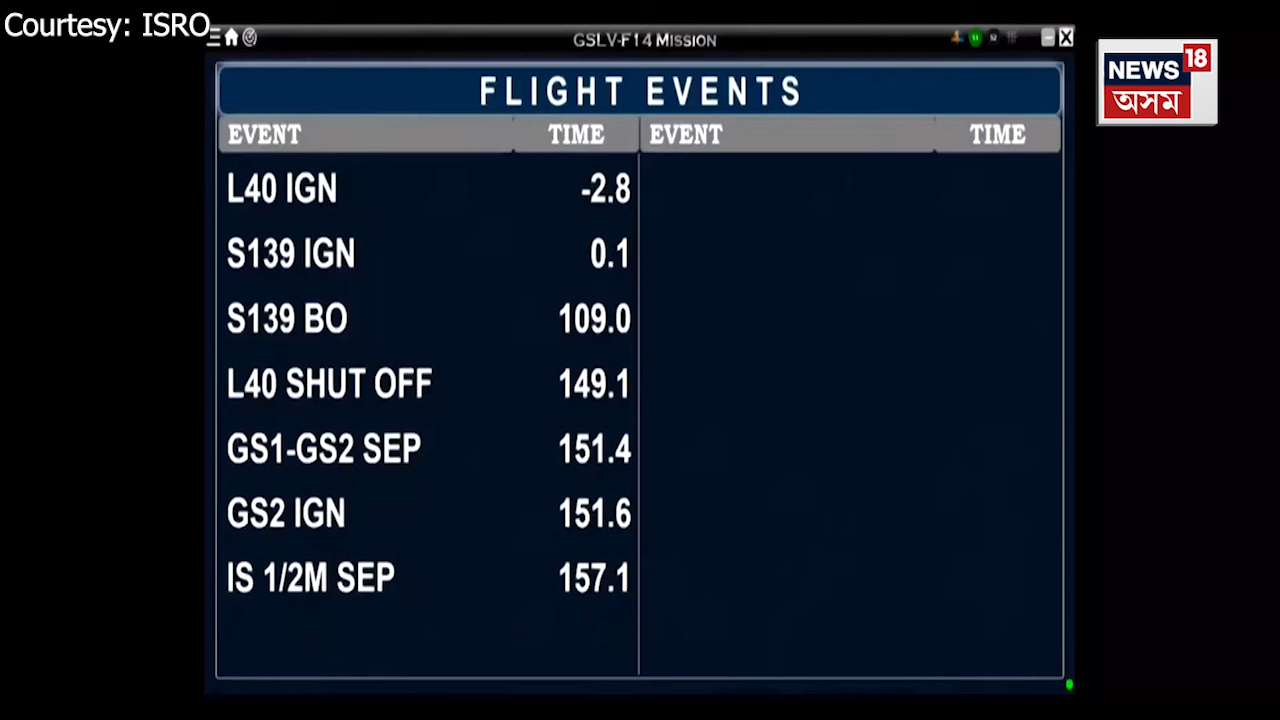 Courtesy: ISRO
GSLV-F14 MISSION
NEWS 18
অসম
FLIGHT EVENTS
EVENT TIME EVENT TIME
L40 IGN -2.8
S139 IGN 0.1
S139 BO 109.0
L40 SHUT OFF 149.1
GS1-GS2 SEP 151.4
GS2 IGN 151.6
IS 1/2M SEP 157.1